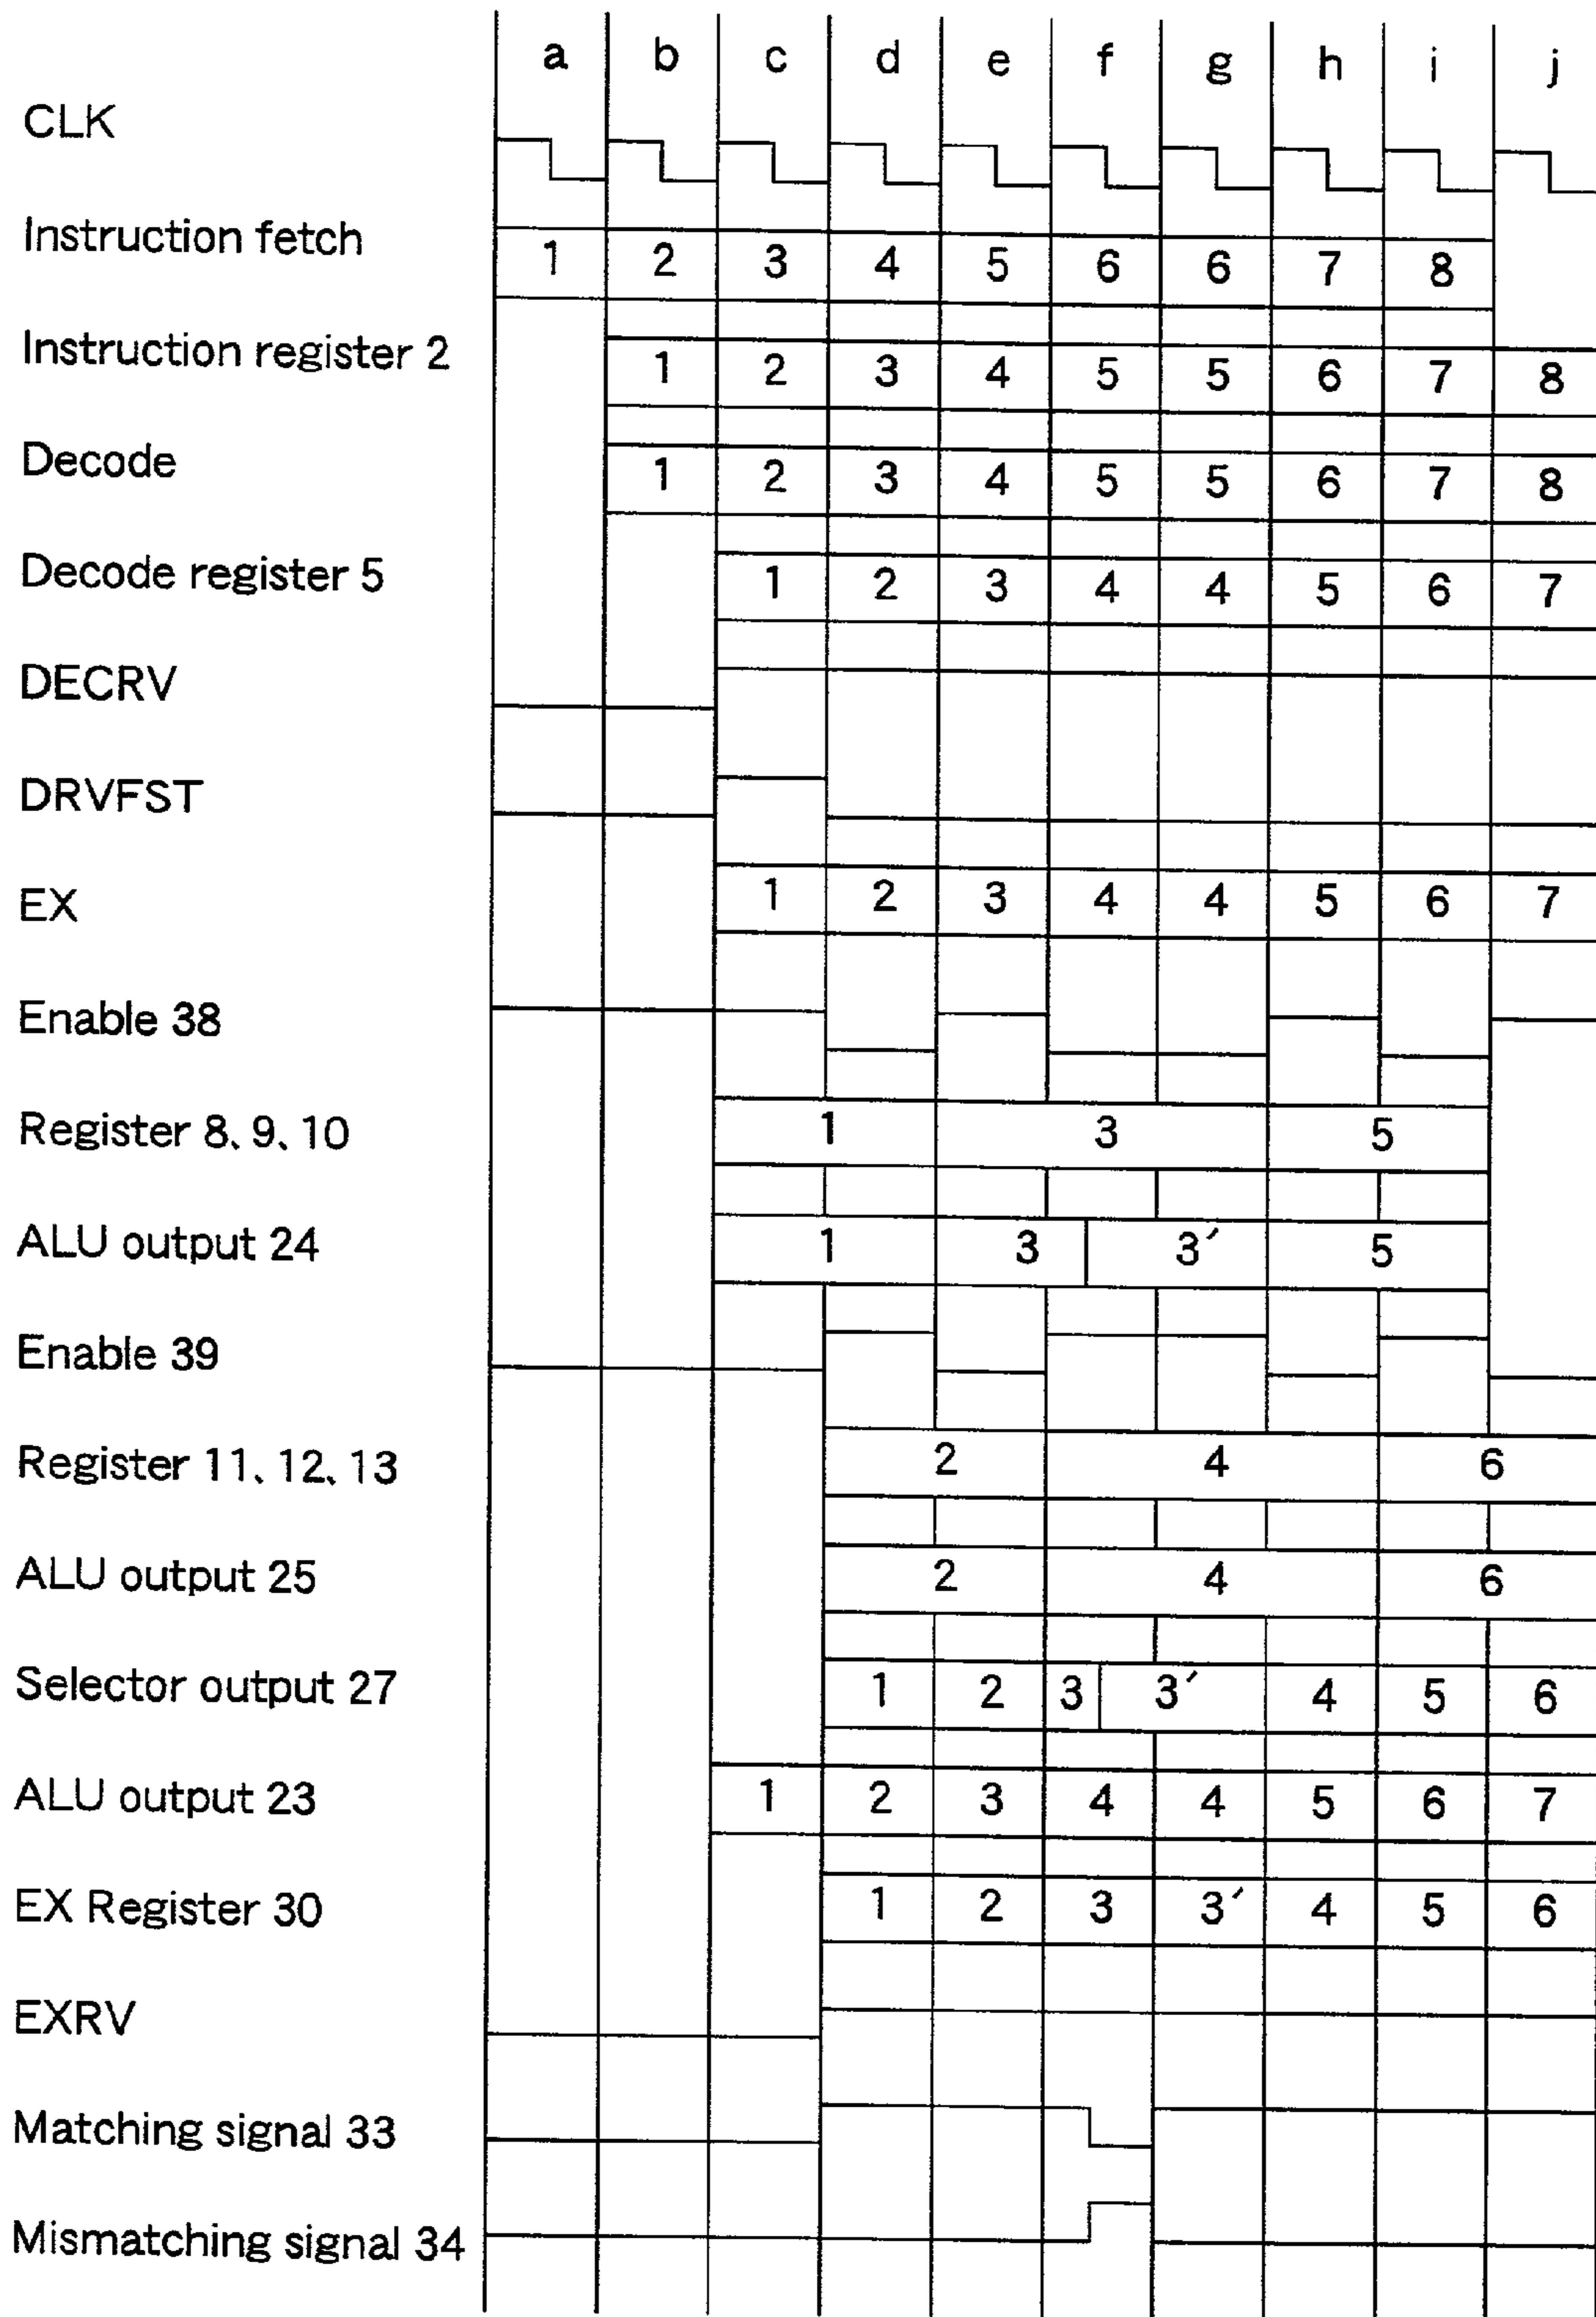 a b c d e f g h i j
CLK
Instruction fetch 1 2 3 4 5 6 6 7 8
Instruction register 2 1 2 3 4 5 5 6 7 8
Decode 1 2 3 4 5 5 6 7 8
Decode register 5 1 2 3 4 4 5 6 7
DECRV
DRVFST
EX 1 2 3 4 4 5 6 7
Enable 38
Register 8、9、10 1 3 5
ALU output 24 1 3 3′ 5
Enable 39
Register 11、12、13 2 4 6
ALU output 25 2 4 6
Selector output 27 1 2 3 3′ 4 5 6
ALU output 23 1 2 3 4 4 5 6 7
EX Register 30 1 2 3 3′ 4 5 6
EXRV
Matching signal 33
Mismatching signal 34